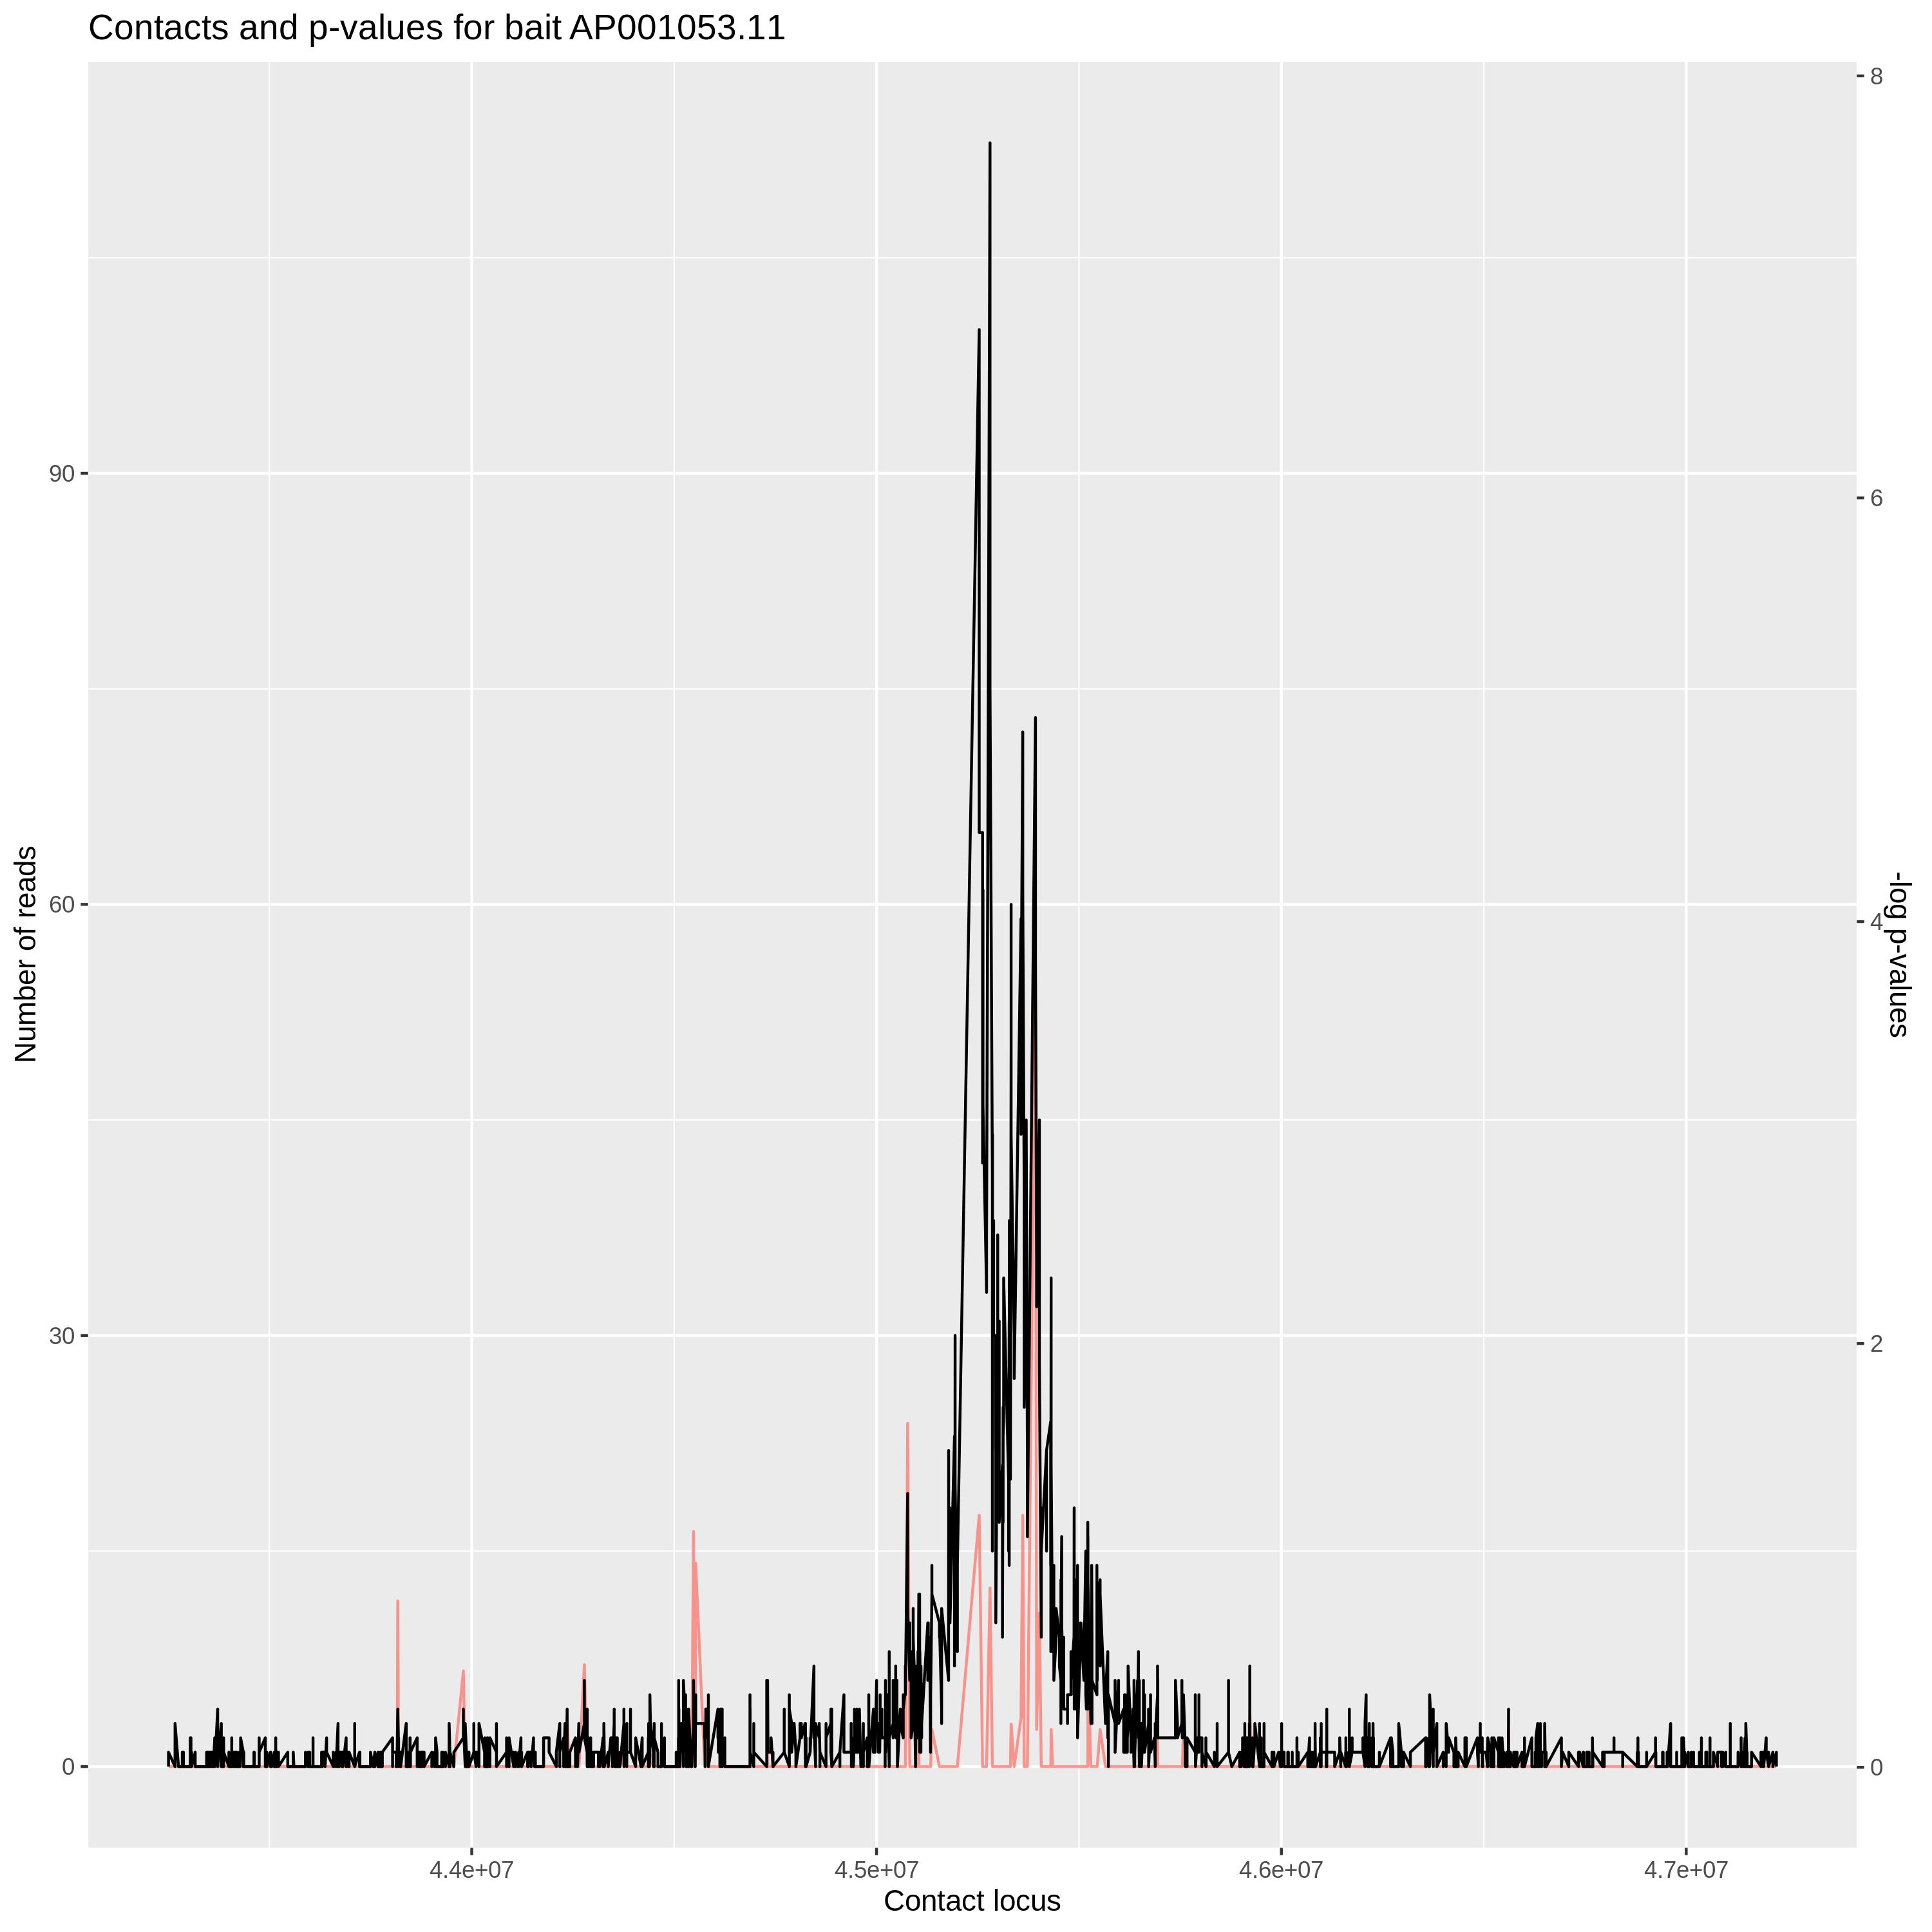 Contacts and p-values for bait AP001053.11
8
90
6
60
4
Number of reads
-log p-values
30
2
0
0
4.4e+07
4.5e+07
4.6e+07
4.7e+07
Contact locus